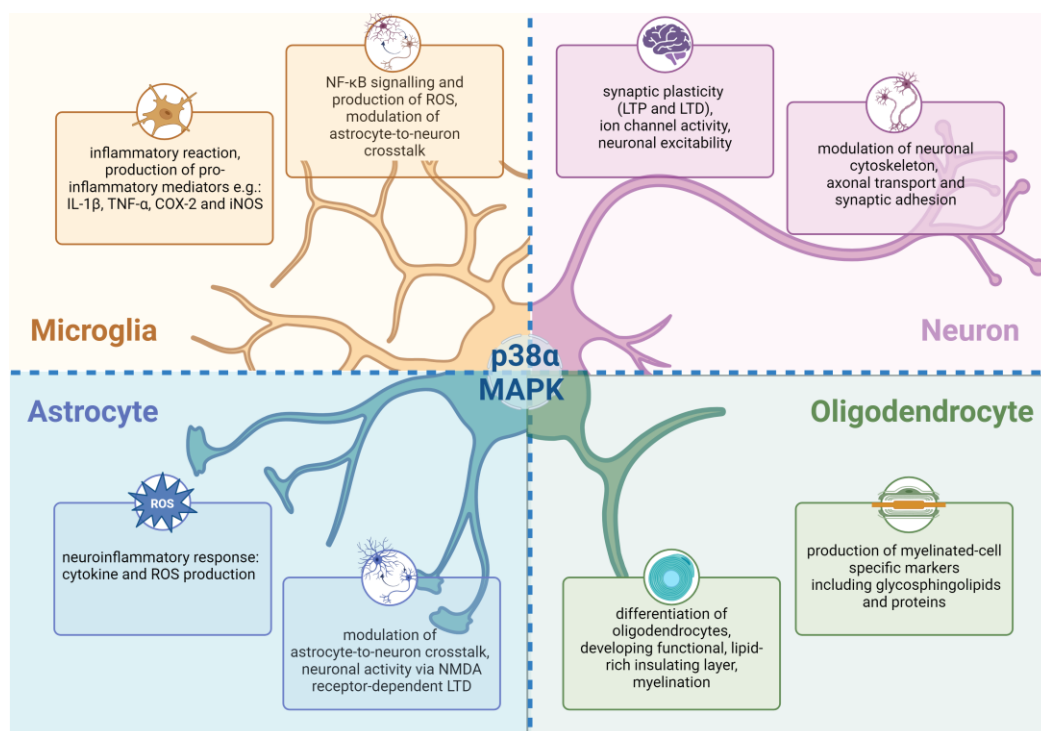 NF-κB signalling and
production of ROS,
modulation of
astrocyte-to-neuron
crosstalk
inflammatory reaction,
production of pro-
inflammatory mediators e.g.:
IL-1β, TNF-α, COX-2 and iNOS
Microglia
synaptic plasticity
(LTP and LTD),
ion channel activity,
neuronal excitability
modulation of neuronal
cytoskeleton,
axonal transport and
synaptic adhesion
Neuron
p38α
MAPK
Astrocyte
ROS
neuroinflammatory response:
cytokine and ROS production
modulation of
astrocyte-to-neuron crosstalk,
neuronal activity via NMDA
receptor-dependent LTD
Oligodendrocyte
production of myelinated-cell
specific markers
including glycosphingolipids
and proteins
differentiation of
oligodendrocytes,
developing functional, lipid-
rich insulating layer,
myelination